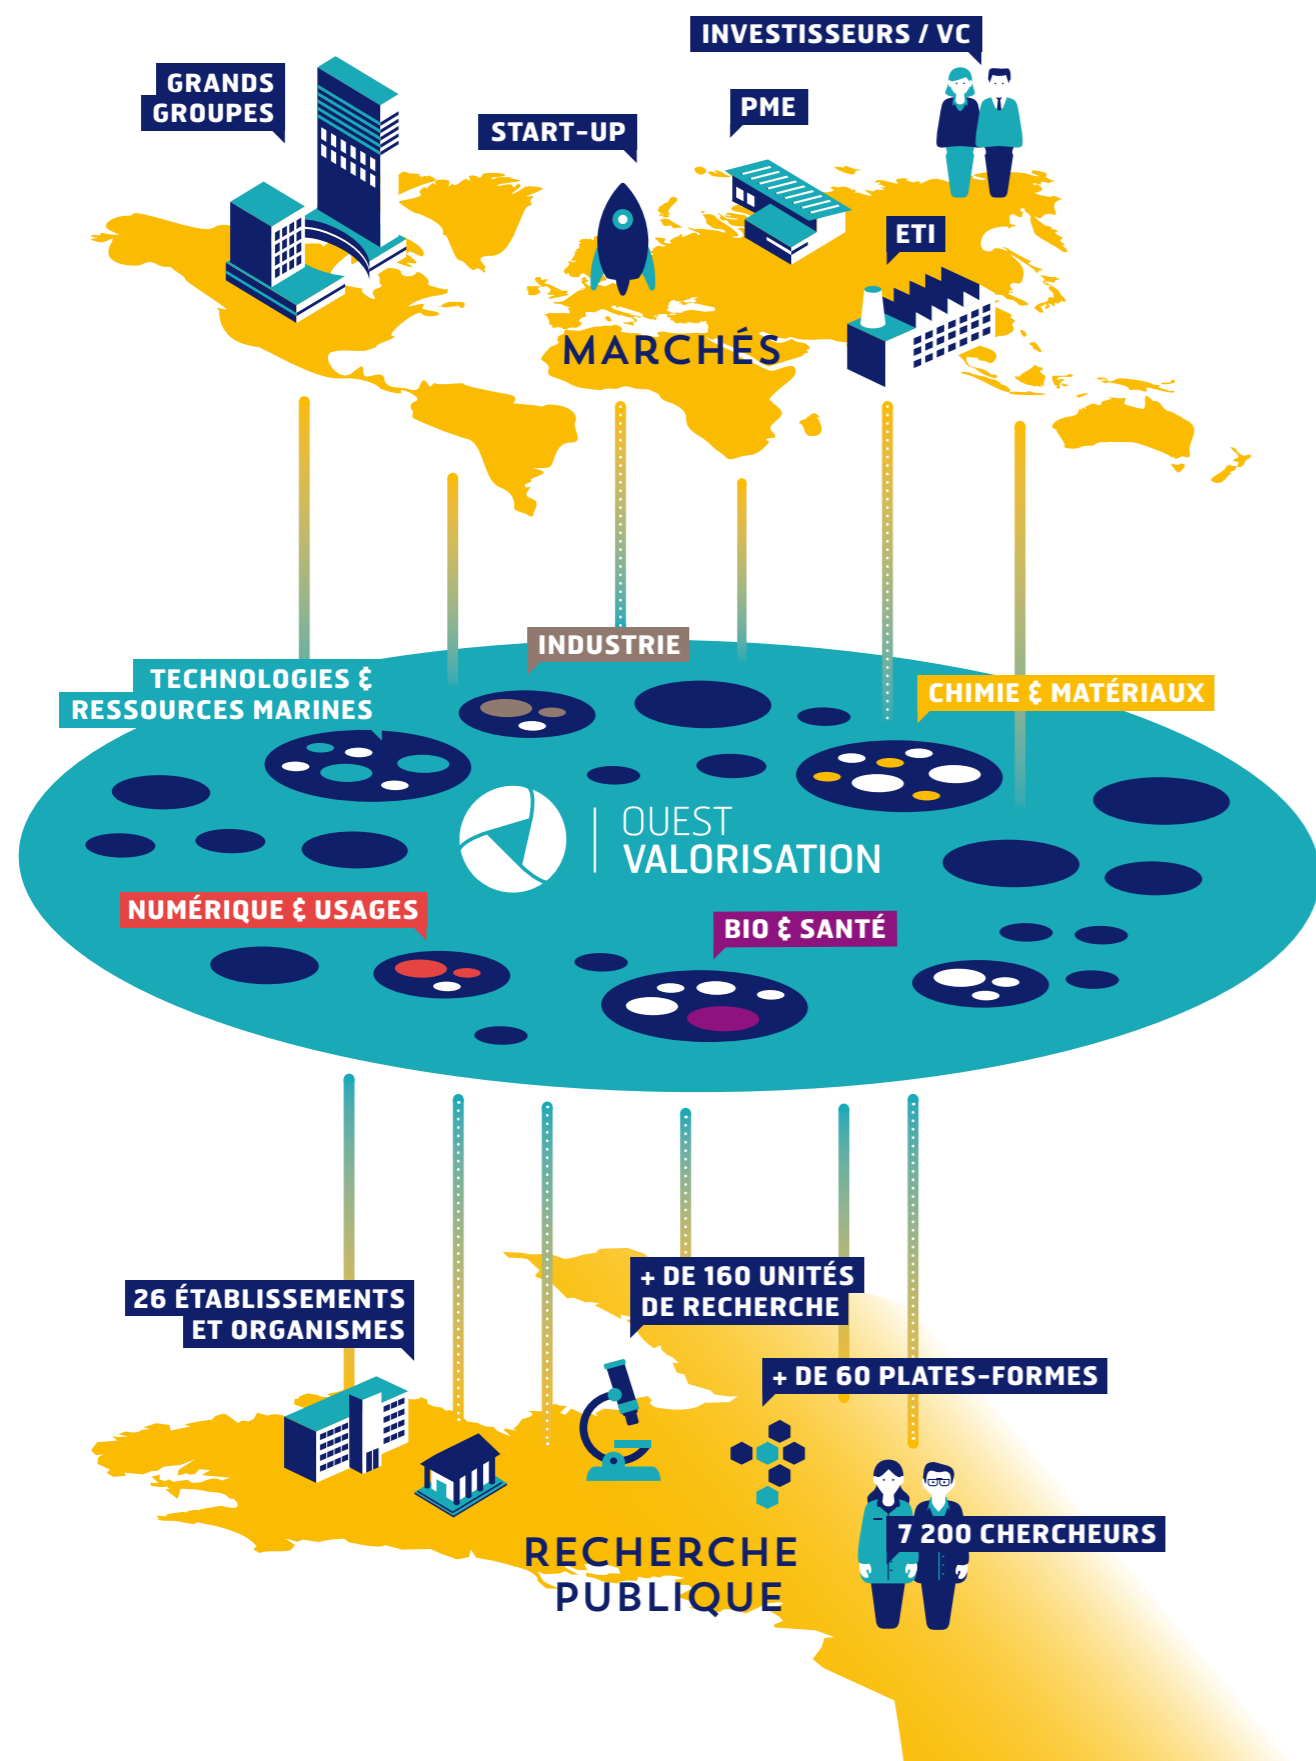 INVESTISSEURS / VC
GRANDS
GROUPES
PME
START-UP
ETI
MARCHÉS
INDUSTRIE
TECHNOLOGIES &
RESSOURCES MARINES
CHIMIE & MATÉRIAUX
OUEST
VALORISATION
NUMÉRIQUE & USAGES
BIO & SANTÉ
+ DE 160 UNITÉS
DE RECHERCHE
26 ÉTABLISSEMENTS
ET ORGANISMES
+ DE 60 PLATES-FORMES
7 200 CHERCHEURS
RECHERCHE
PUBLIQUE